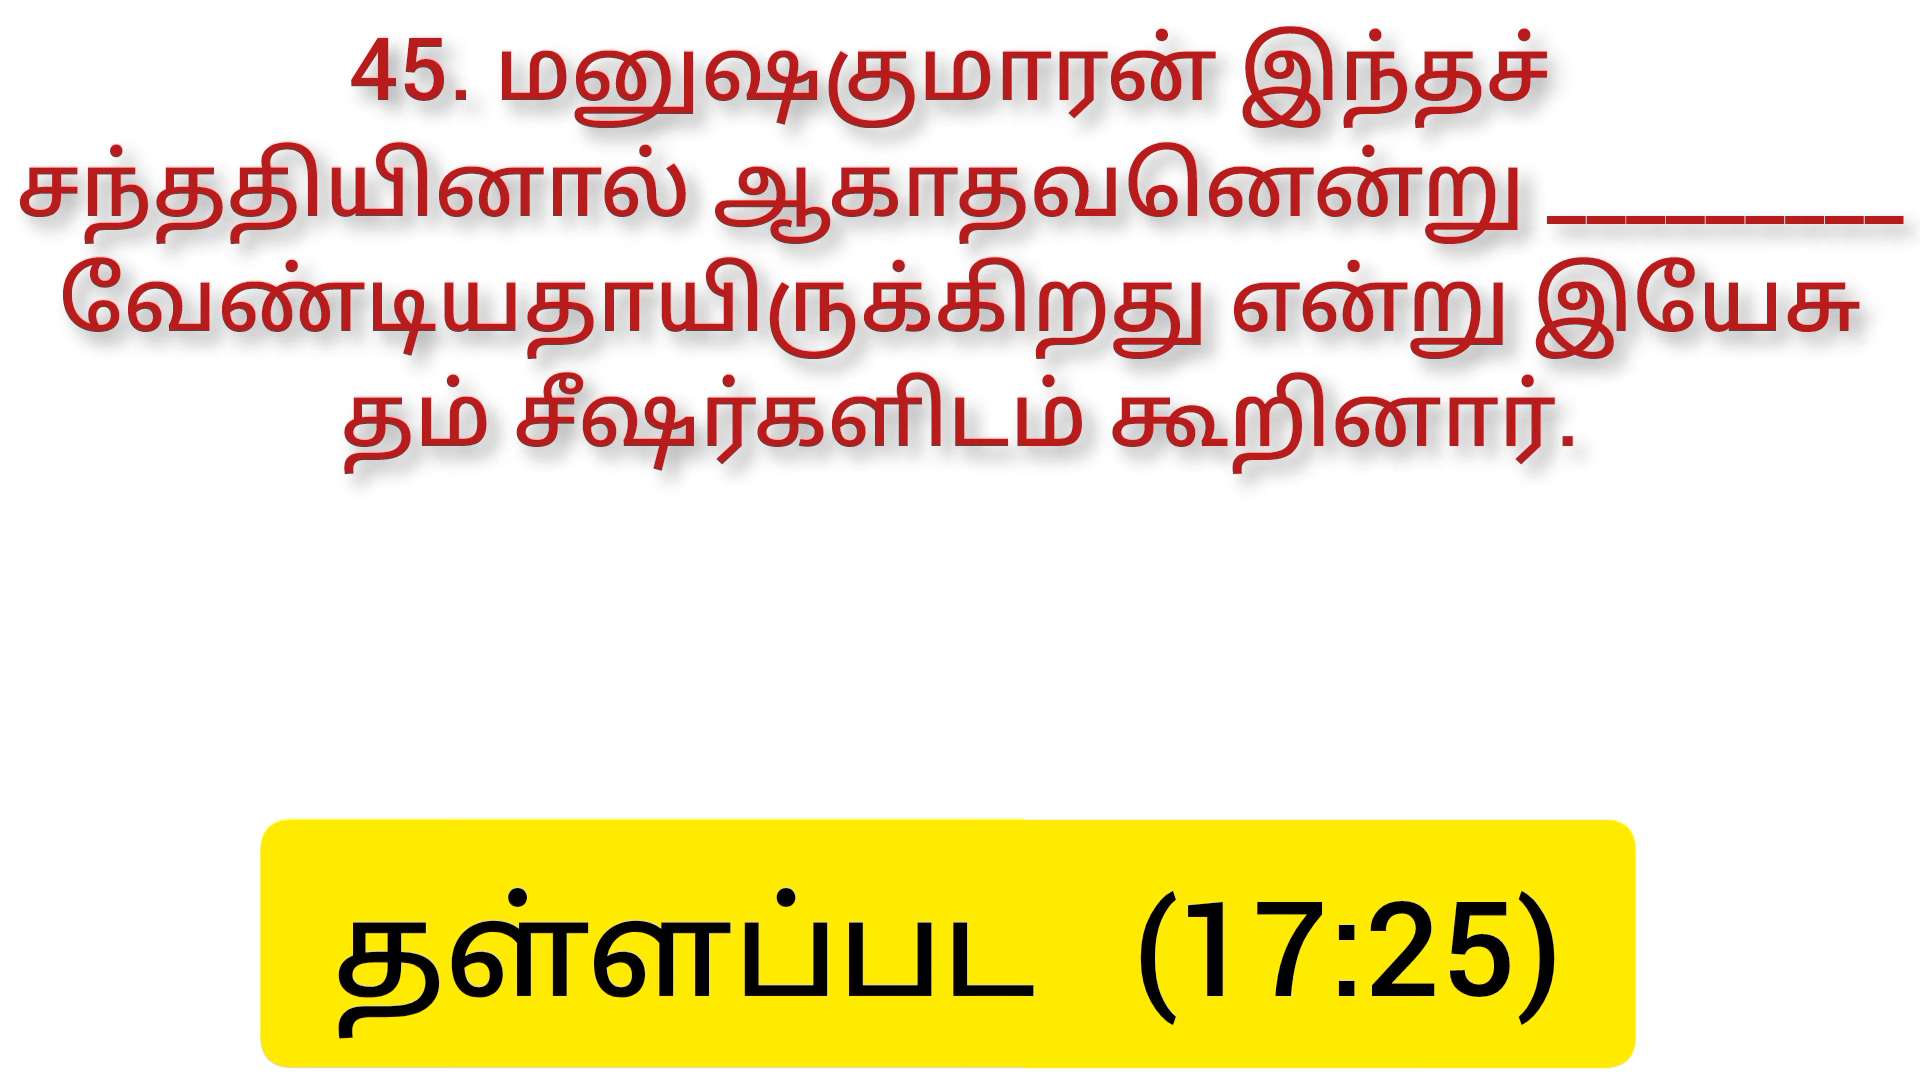 45. மனுஷகுமாரன் இந்தச்
சந்ததியினால் ஆகாதவனென்று _________
வேண்டியதாயிருக்கிறது என்று இயேசு
தம் சீஷர்களிடம் கூறினார்.
தள்ளப்பட (17:25)